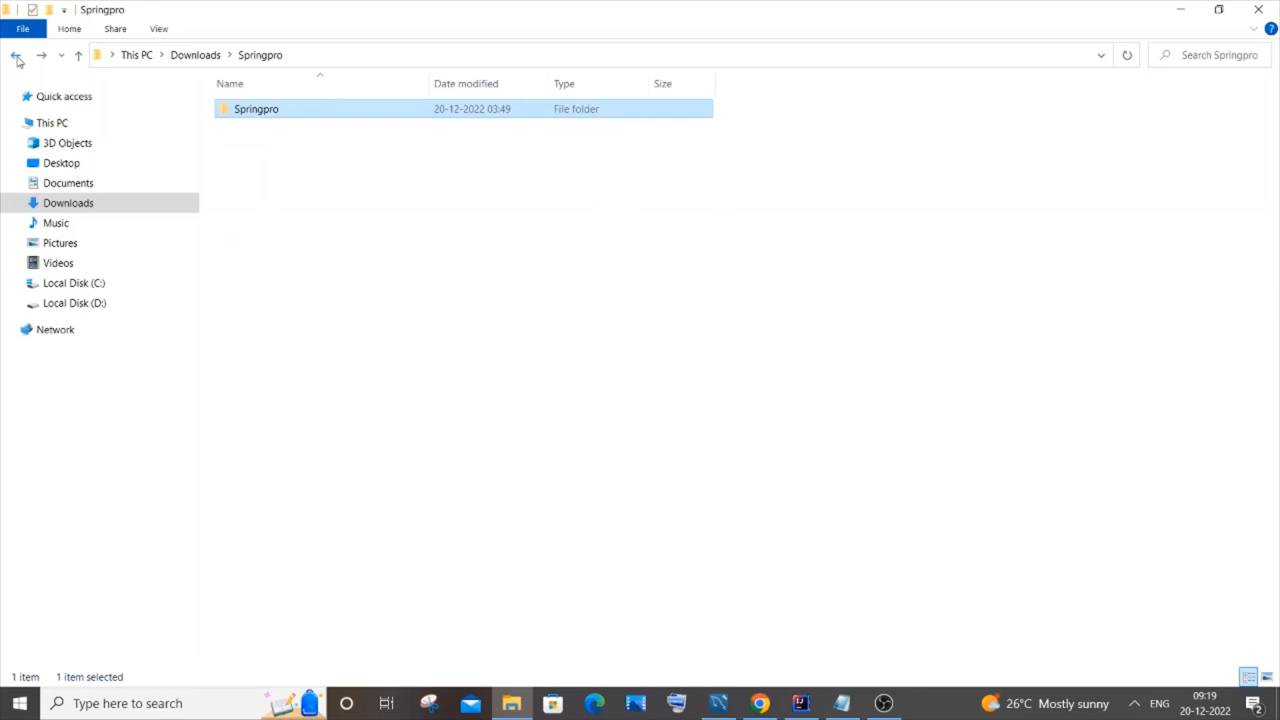 Springpro
File
Home
Share
View
This PC
Downloads
Springpro
Search Springpro
Name
Date modified
Type
Size
Springpro
20-12-2022 03:49
File folder
Quick access
This PC
3D Objects
Desktop
Documents
Downloads
Music
Pictures
Videos
Local Disk (C:)
Local Disk (D:)
Network
1 item
1 item selected
Type here to search
26°C Mostly sunny
ENG
09:19
20-12-2022
2